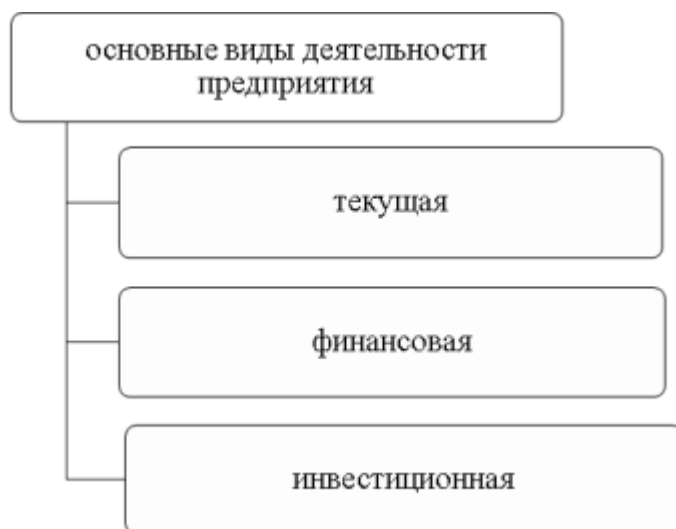 основные виды деятельности
предприятия
текущая
финансовая
инвестиционная